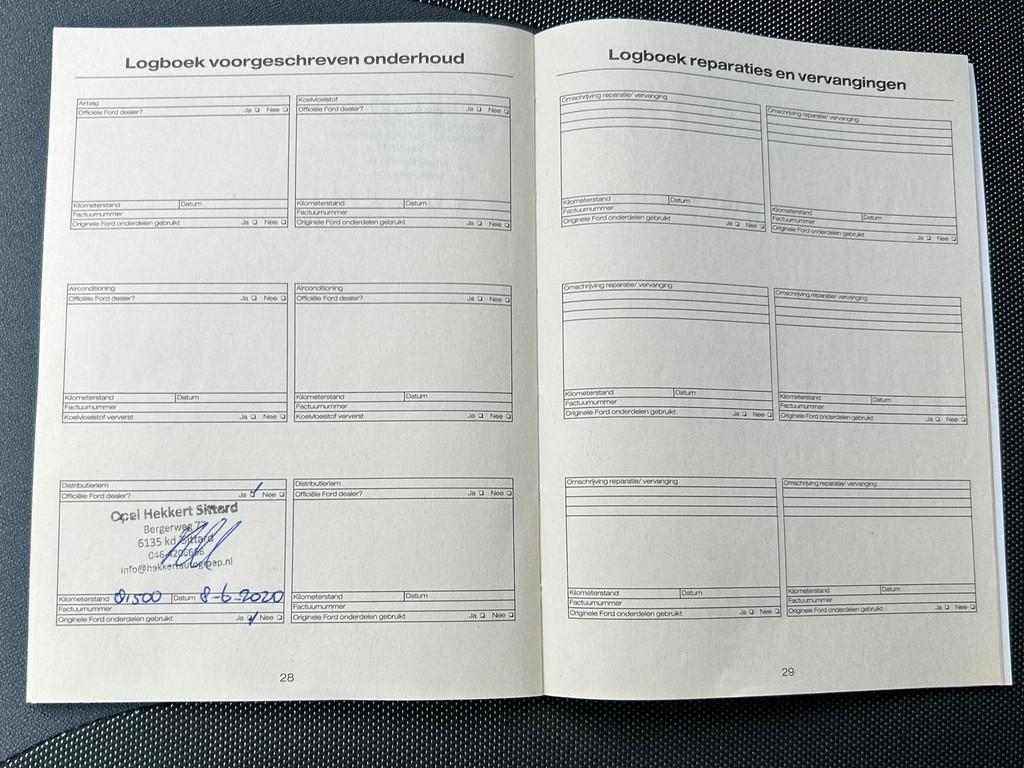 Logboek voorgeschreven onderhoud
Airbag
Officiële Ford dealer? Ja ❏ Nee ❏
Kilometerstand Datum
Factuurnummer
Originele Ford onderdelen gebruikt Ja ❏ Nee ❏
Koelvloeistof
Officiële Ford dealer? Ja ❏ Nee ❏
Kilometerstand Datum
Factuurnummer
Originele Ford onderdelen gebruikt Ja ❏ Nee ❏
Airconditioning
Officiële Ford dealer? Ja ❏ Nee ❏
Kilometerstand Datum
Factuurnummer
Koelvloeistof ververst Ja ❏ Nee ❏
Airconditioning
Officiële Ford dealer? Ja ❏ Nee ❏
Kilometerstand Datum
Factuurnummer
Koelvloeistof ververst Ja ❏ Nee ❏
Distributieriem
Officiële Ford dealer? Ja ❏ Nee ❏
Opel Hekkert Sittard
Bergerweg 77
6135 kd Sittard
046-4206666
info@hekkertautogroep.nl
Kilometerstand 81500 Datum 8-6-2020
Factuurnummer
Originele Ford onderdelen gebruikt Ja ❏ Nee ❏
Distributieriem
Officiële Ford dealer? Ja ❏ Nee ❏
Kilometerstand Datum
Factuurnummer
Originele Ford onderdelen gebruikt Ja ❏ Nee ❏
28
Logboek reparaties en vervangingen
Omschrijving reparatie/ vervanging
Kilometerstand Datum
Factuurnummer
Originele Ford onderdelen gebruikt Ja ❏ Nee ❏
Omschrijving reparatie/ vervanging
Kilometerstand
Factuurnummer Datum
Originele Ford onderdelen gebruikt Ja ❏ Nee ❏
Omschrijving reparatie/ vervanging
Kilometerstand Datum
Factuurnummer
Originele Ford onderdelen gebruikt Ja ❏ Nee ❏
Omschrijving reparatie/ vervanging
Kilometerstand Datum
Factuurnummer
Originele Ford onderdelen gebruikt Ja ❏ Nee ❏
Omschrijving reparatie/ vervanging
Kilometerstand Datum
Factuurnummer
Originele Ford onderdelen gebruikt Ja ❏ Nee ❏
Omschrijving reparatie/ vervanging
Kilometerstand Datum
Factuurnummer
Originele Ford onderdelen gebruikt Ja ❏ Nee ❏
29